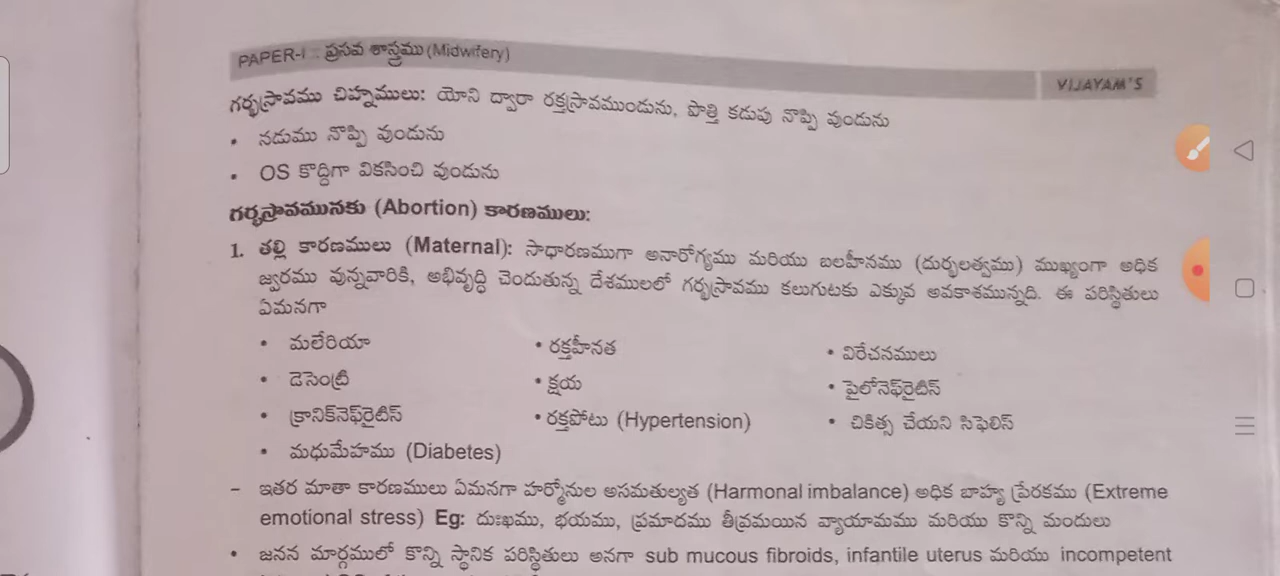 PAPER-I : ప్రసవ శాస్త్రము (Midwifery)
VIJAYAM'S
గర్భస్రావము చిహ్నములు: యోని ద్వారా రక్తస్రావముండును, పొత్తి కడుపు నొప్పి వుండును
• నడుము నొప్పి వుండును
• OS కొద్దిగా వికసించి వుండును
గర్భస్రావమునకు (Abortion) కారణములు:
1. తల్లి కారణములు (Maternal): సాధారణముగా అనారోగ్యము మరియు బలహీనము (దుర్బలత్వము) ముఖ్యంగా అధిక
జ్వరము వున్నవారికి, అభివృద్ధి చెందుతున్న దేశములలో గర్భస్రావము కలుగుటకు ఎక్కువ అవకాశమున్నది. ఈ పరిస్థితులు
ఏమనగా
• మలేరియా • రక్తహీనత • విరేచనములు
• డెసెంట్రి • క్షయ • పైలోనెఫ్రైటిస్
• క్రానిక్‌నెఫ్‌రైటిస్ • రక్తపోటు (Hypertension) • చికిత్స చేయని సిఫెలిస్
• మధుమేహము (Diabetes)
– ఇతర మాతా కారణములు ఏమనగా హర్మోనుల అసమతుల్యత (Harmonal imbalance) అధిక బాహ్య ప్రేరకము (Extreme
emotional stress) Eg: దుఃఖము, భయము, ప్రమాదము తీవ్రమయిన వ్యాయామము మరియు కొన్ని మందులు
• జనన మార్గములో కొన్ని స్థానిక పరిస్థితులు అనగా sub mucous fibroids, infantile uterus మరియు incompetent